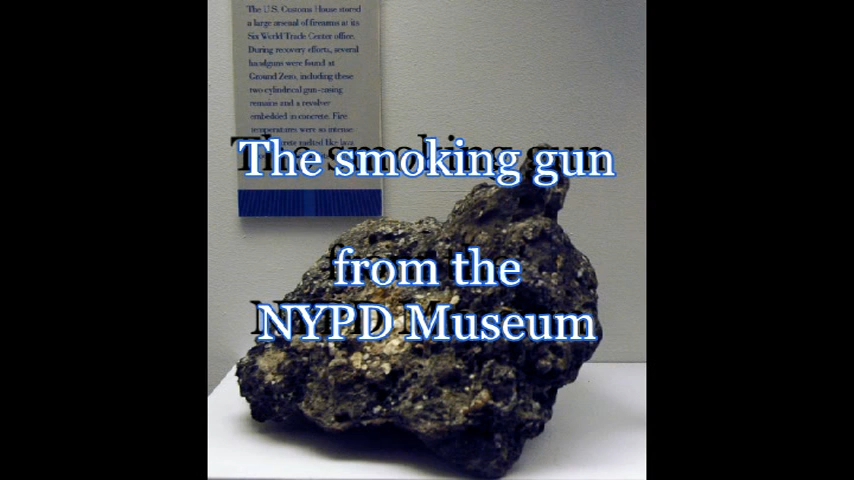 The U.S. Customs House stored
a large arsenal of firearms at its
Six World Trade Center office.
During recovery efforts, several
handguns were found at
Ground Zero, including these
two cylindrical gun-casing
remains and a revolver
embedded in concrete. Fire
temperatures were so intense
The smoking gun
from the
NYPD Museum